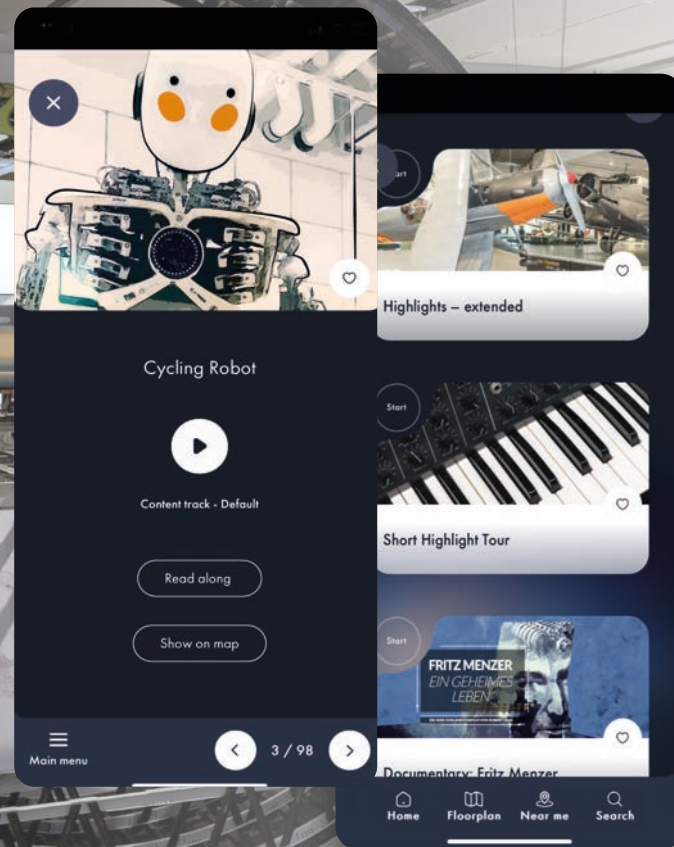 Cycling Robot
Content track - Default
Read along
Show on map
Main menu
3 / 98
Start
Highlights – extended
Start
Short Highlight Tour
Start
FRITZ MENZER
EIN GEHEIMES
LEBEN
Documentary: Fritz Menzer
Home
Floorplan
Near me
Search